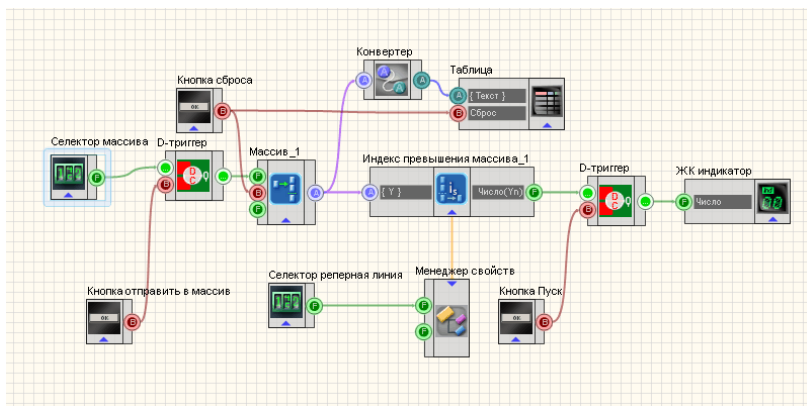 Конвертер
Таблица
Кнопка сброса
{ Текст }
Сброс
Селектор массива
D-триггер
Массив_1
Индекс превышения массива_1
{ Y }
Число(Yn)
D-триггер
ЖК индикатор
Число
Кнопка отправить в массив
Селектор реперная линия
Менеджер свойств
Кнопка Пуск